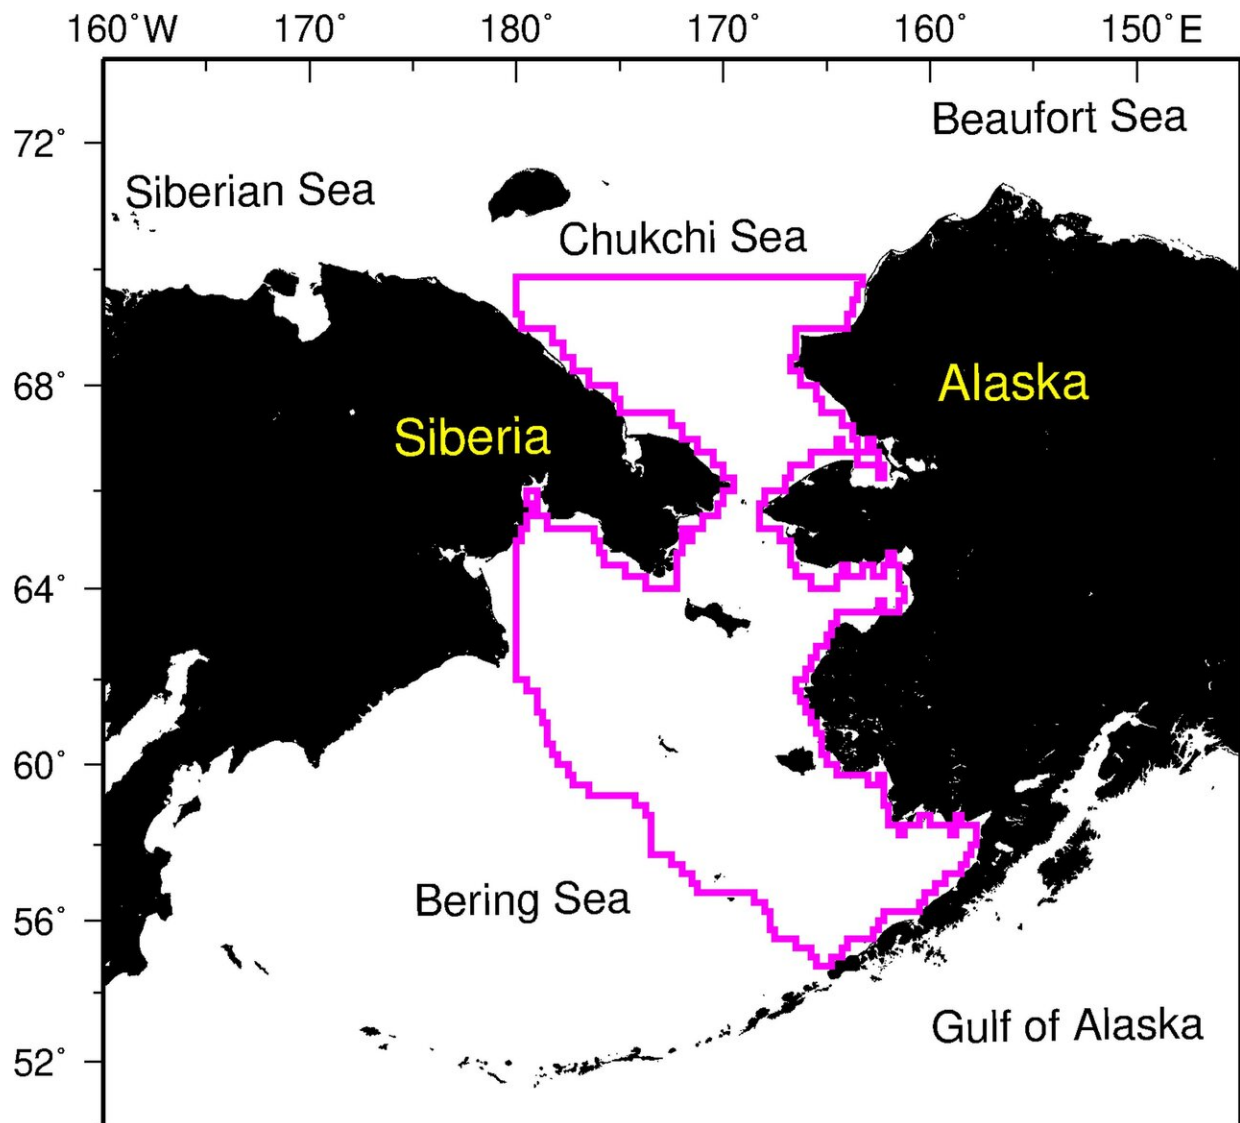 160°W 170° 180° 170° 160° 150°E
72°
Beaufort Sea
Siberian Sea
Chukchi Sea
68°
Alaska
Siberia
64°
60°
56°
Bering Sea
Gulf of Alaska
52°